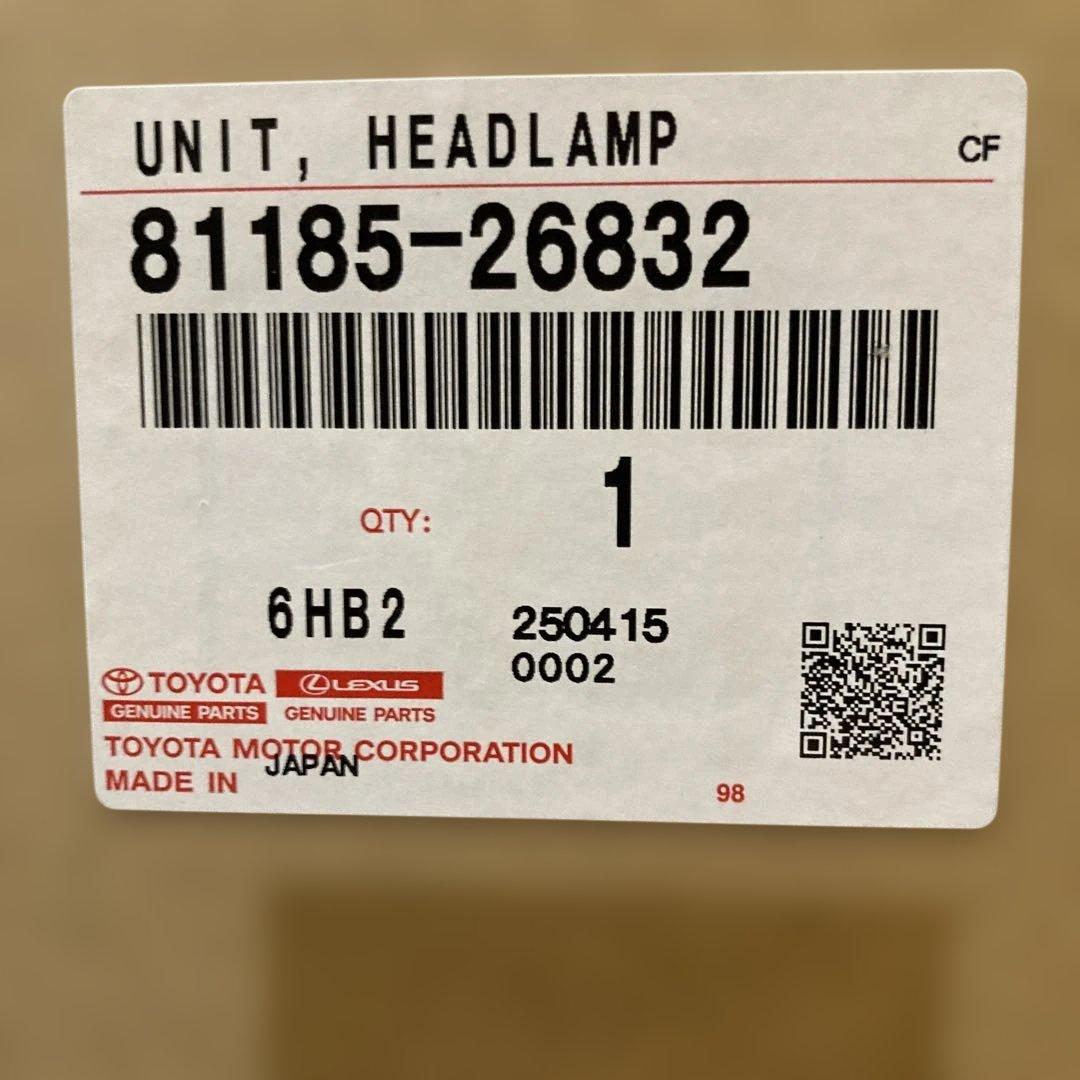 UNIT, HEADLAMP
CF
81185-26832
QTY: 1
6HB2
250415
0002
TOYOTA LEXUS
GENUINE PARTS GENUINE PARTS
TOYOTA MOTOR CORPORATION
MADE IN JAPAN
98